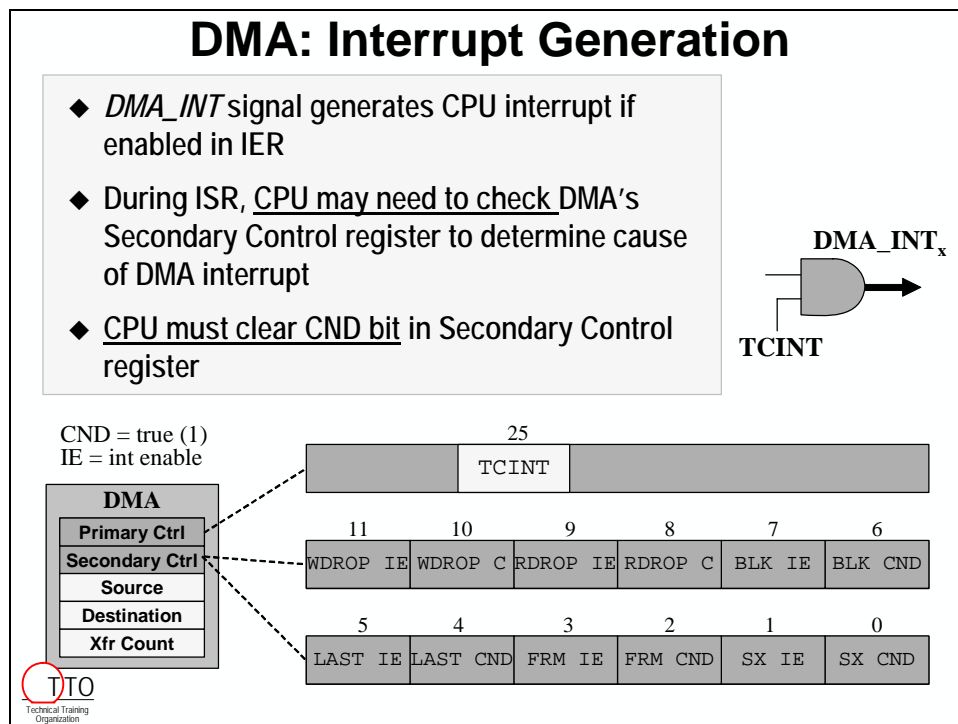 DMA: Interrupt Generation
◆ DMA_INT signal generates CPU interrupt if
enabled in IER
◆ During ISR, CPU may need to check DMA's
Secondary Control register to determine cause
of DMA interrupt
◆ CPU must clear CND bit in Secondary Control
register
DMA_INTx
TCINT
CND = true (1)
IE = int enable
DMA
Primary Ctrl
Secondary Ctrl
Source
Destination
Xfr Count
25
TCINT
11 10 9 8 7 6
WDROP IE WDROP C RDROP IE RDROP C BLK IE BLK CND
5 4 3 2 1 0
LAST IE LAST CND FRM IE FRM CND SX IE SX CND
TTO
Technical Training
Organization